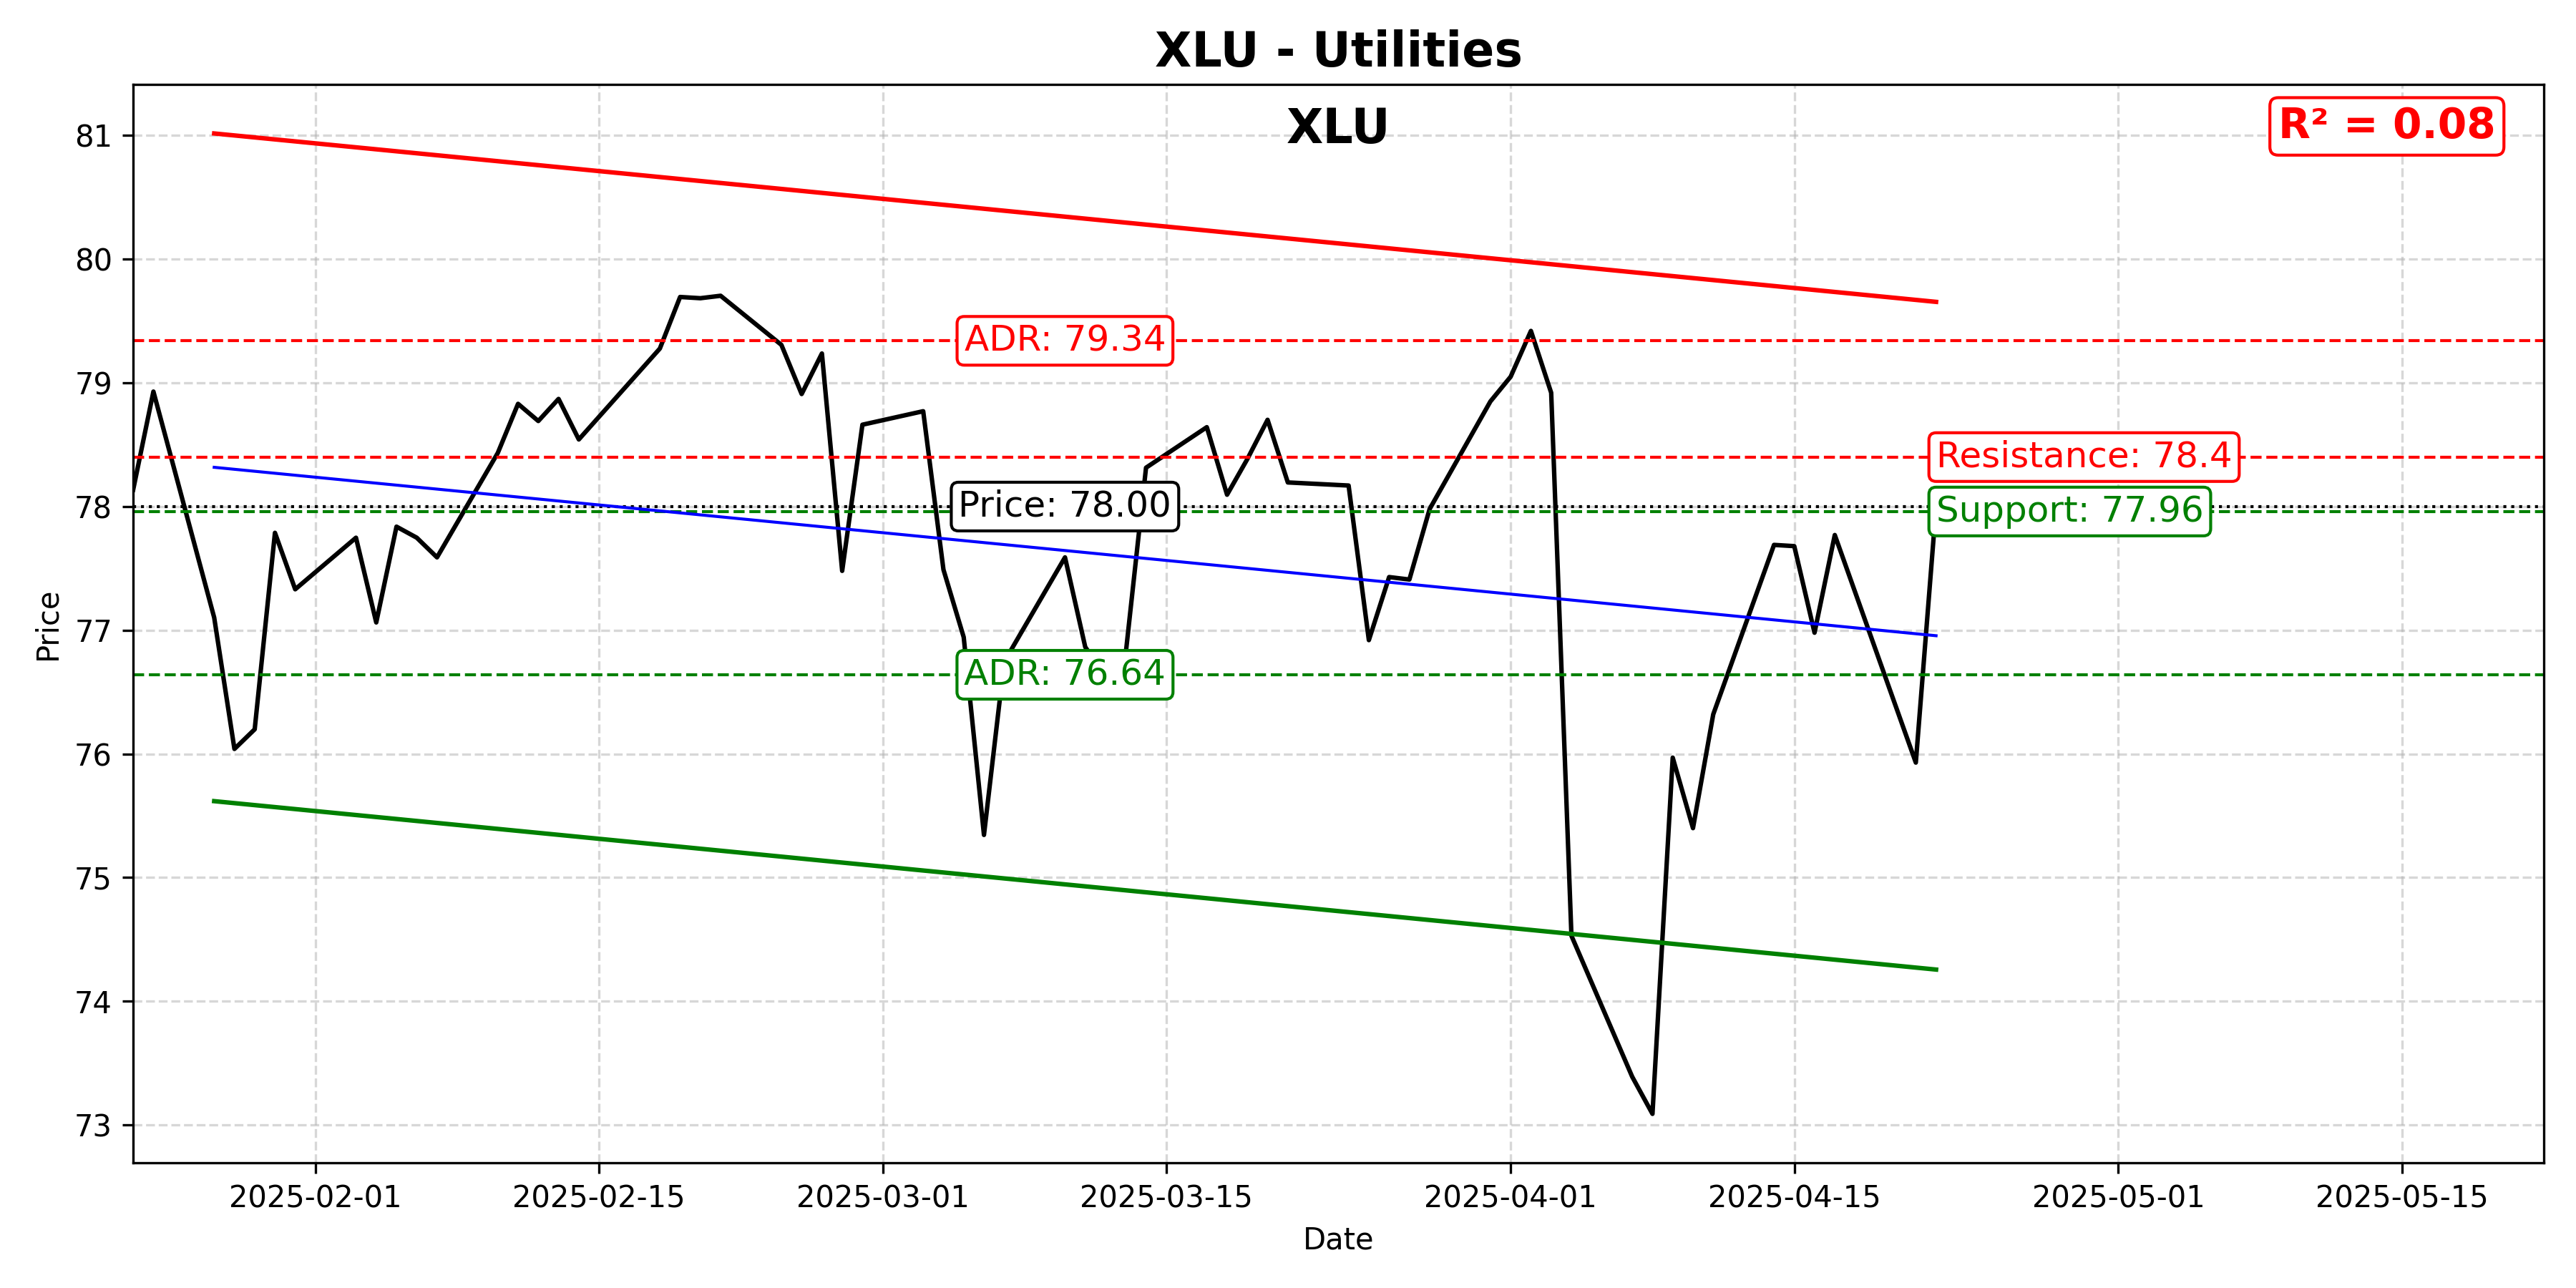 XLU - Utilities
XLU
R² = 0.08
81
80
79
78
77
76
75
74
73
Price
ADR: 79.34
Resistance: 78.4
Price: 78.00
Support: 77.96
ADR: 76.64
2025-02-01
2025-02-15
2025-03-01
2025-03-15
2025-04-01
2025-04-15
2025-05-01
2025-05-15
Date